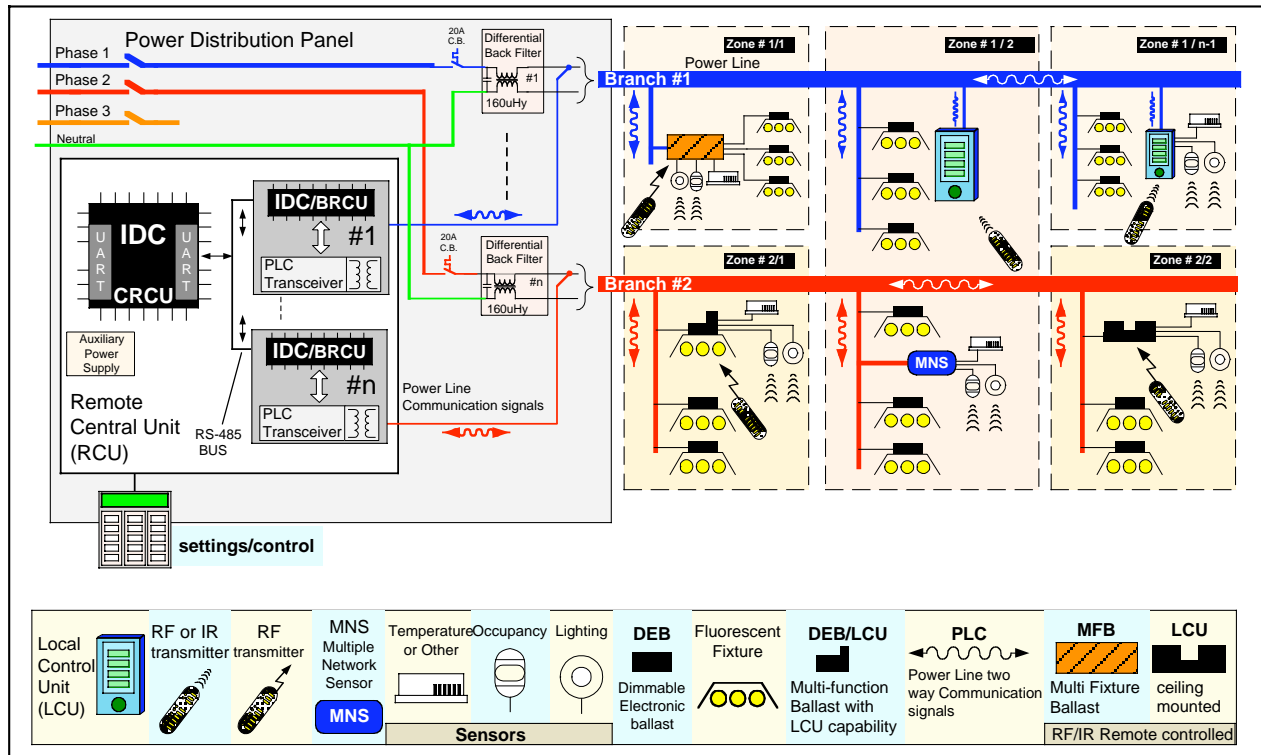 Power Distribution Panel
Phase 1
Phase 2
Phase 3
Neutral
20A
C.B.
Differential
Back Filter
#1
160uHy
IDC
CRCU
UART
UART
Auxiliary
Power
Supply
Remote
Central Unit
(RCU)
IDC/BRCU
#1
PLC
Transceiver
IDC/BRCU
#n
PLC
Transceiver
RS-485
BUS
Power Line
Communication signals
20A
C.B.
Differential
Back Filter
#n
160uHy
settings/control
Zone # 1/1
Power Line
Zone # 1 / 2
Zone # 1 / n-1
Branch #1
Zone # 2/1
Zone # 2/2
Branch #2
MNS
Local
Control
Unit
(LCU)
RF or IR
transmitter
RF
transmitter
MNS
Multiple
Network
Sensor
MNS
Temperature
or Other
Occupancy
Lighting
Sensors
DEB
Dimmable
Electronic
ballast
Fluorescent
Fixture
DEB/LCU
Multi-function
Ballast with
LCU capability
PLC
Power Line two
way Communication
signals
MFB
Multi Fixture
Ballast
LCU
ceiling
mounted
RF/IR Remote controlled